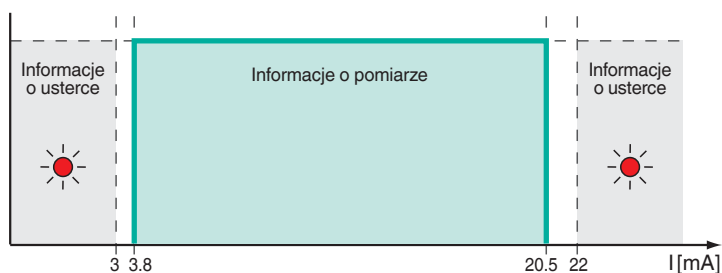 Informacje
o usterce
Informacje o pomiarze
Informacje
o usterce
3 3.8 20.5 22 I [mA]